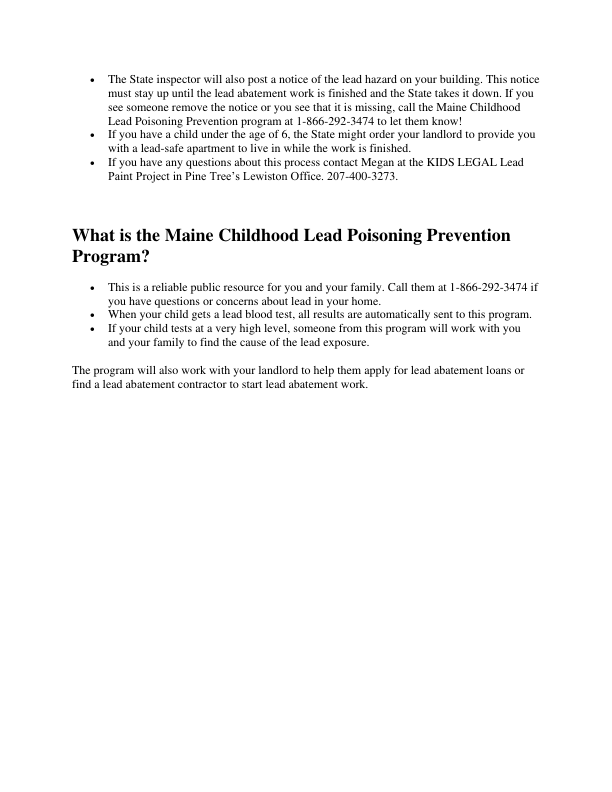 • The State inspector will also post a notice of the lead hazard on your building. This notice
must stay up until the lead abatement work is finished and the State takes it down. If you
see someone remove the notice or you see that it is missing, call the Maine Childhood
Lead Poisoning Prevention program at 1-866-292-3474 to let them know!
• If you have a child under the age of 6, the State might order your landlord to provide you
with a lead-safe apartment to live in while the work is finished.
• If you have any questions about this process contact Megan at the KIDS LEGAL Lead
Paint Project in Pine Tree’s Lewiston Office. 207-400-3273.
What is the Maine Childhood Lead Poisoning Prevention
Program?
• This is a reliable public resource for you and your family. Call them at 1-866-292-3474 if
you have questions or concerns about lead in your home.
• When your child gets a lead blood test, all results are automatically sent to this program.
• If your child tests at a very high level, someone from this program will work with you
and your family to find the cause of the lead exposure.
The program will also work with your landlord to help them apply for lead abatement loans or
find a lead abatement contractor to start lead abatement work.